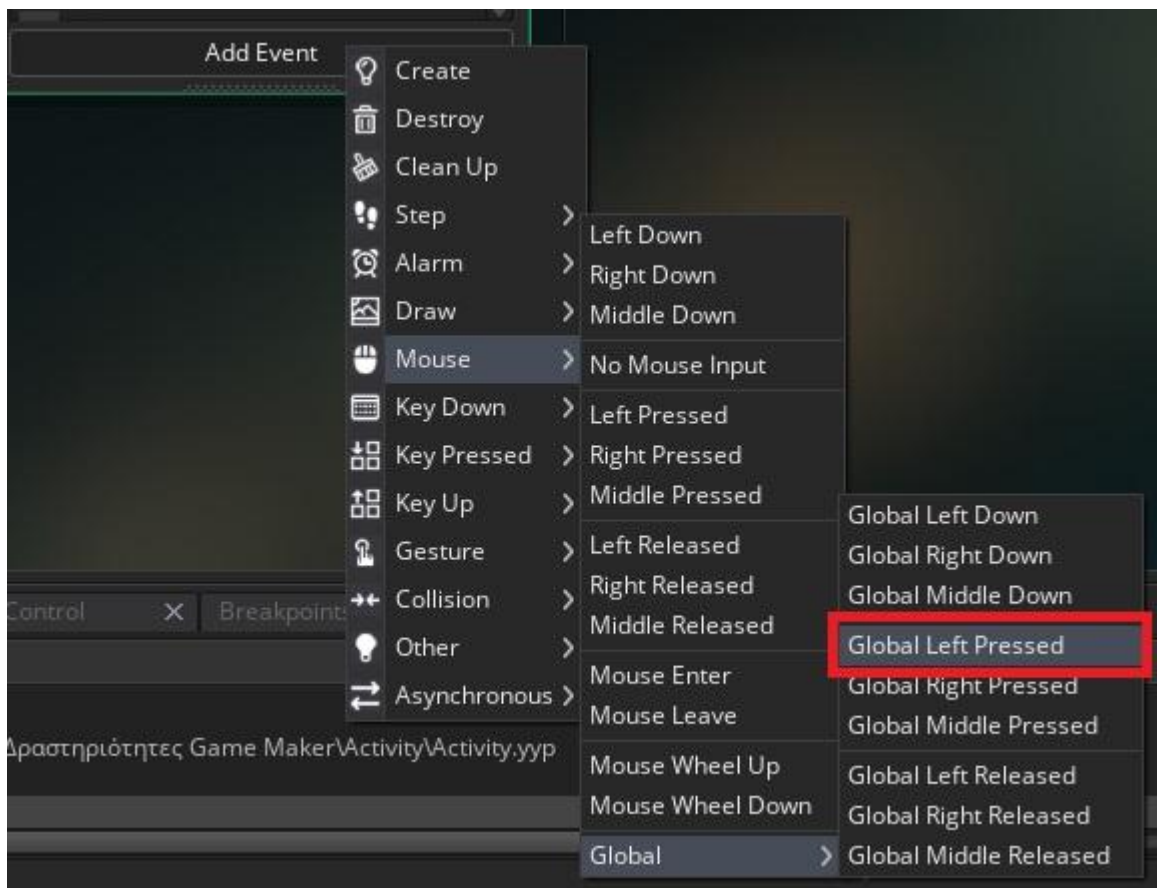 Add Event
Create
Destroy
Clean Up
Step
Alarm
Draw
Mouse
Key Down
Key Pressed
Key Up
Gesture
Collision
Other
Asynchronous
Left Down
Right Down
Middle Down
No Mouse Input
Left Pressed
Right Pressed
Middle Pressed
Left Released
Right Released
Middle Released
Mouse Enter
Mouse Leave
Mouse Wheel Up
Mouse Wheel Down
Global
Global Left Down
Global Right Down
Global Middle Down
Global Left Pressed
Global Right Pressed
Global Middle Pressed
Global Left Released
Global Right Released
Global Middle Released
Control
Breakpoints
Δραστηριότητες Game Maker\Activity\Activity.yyp